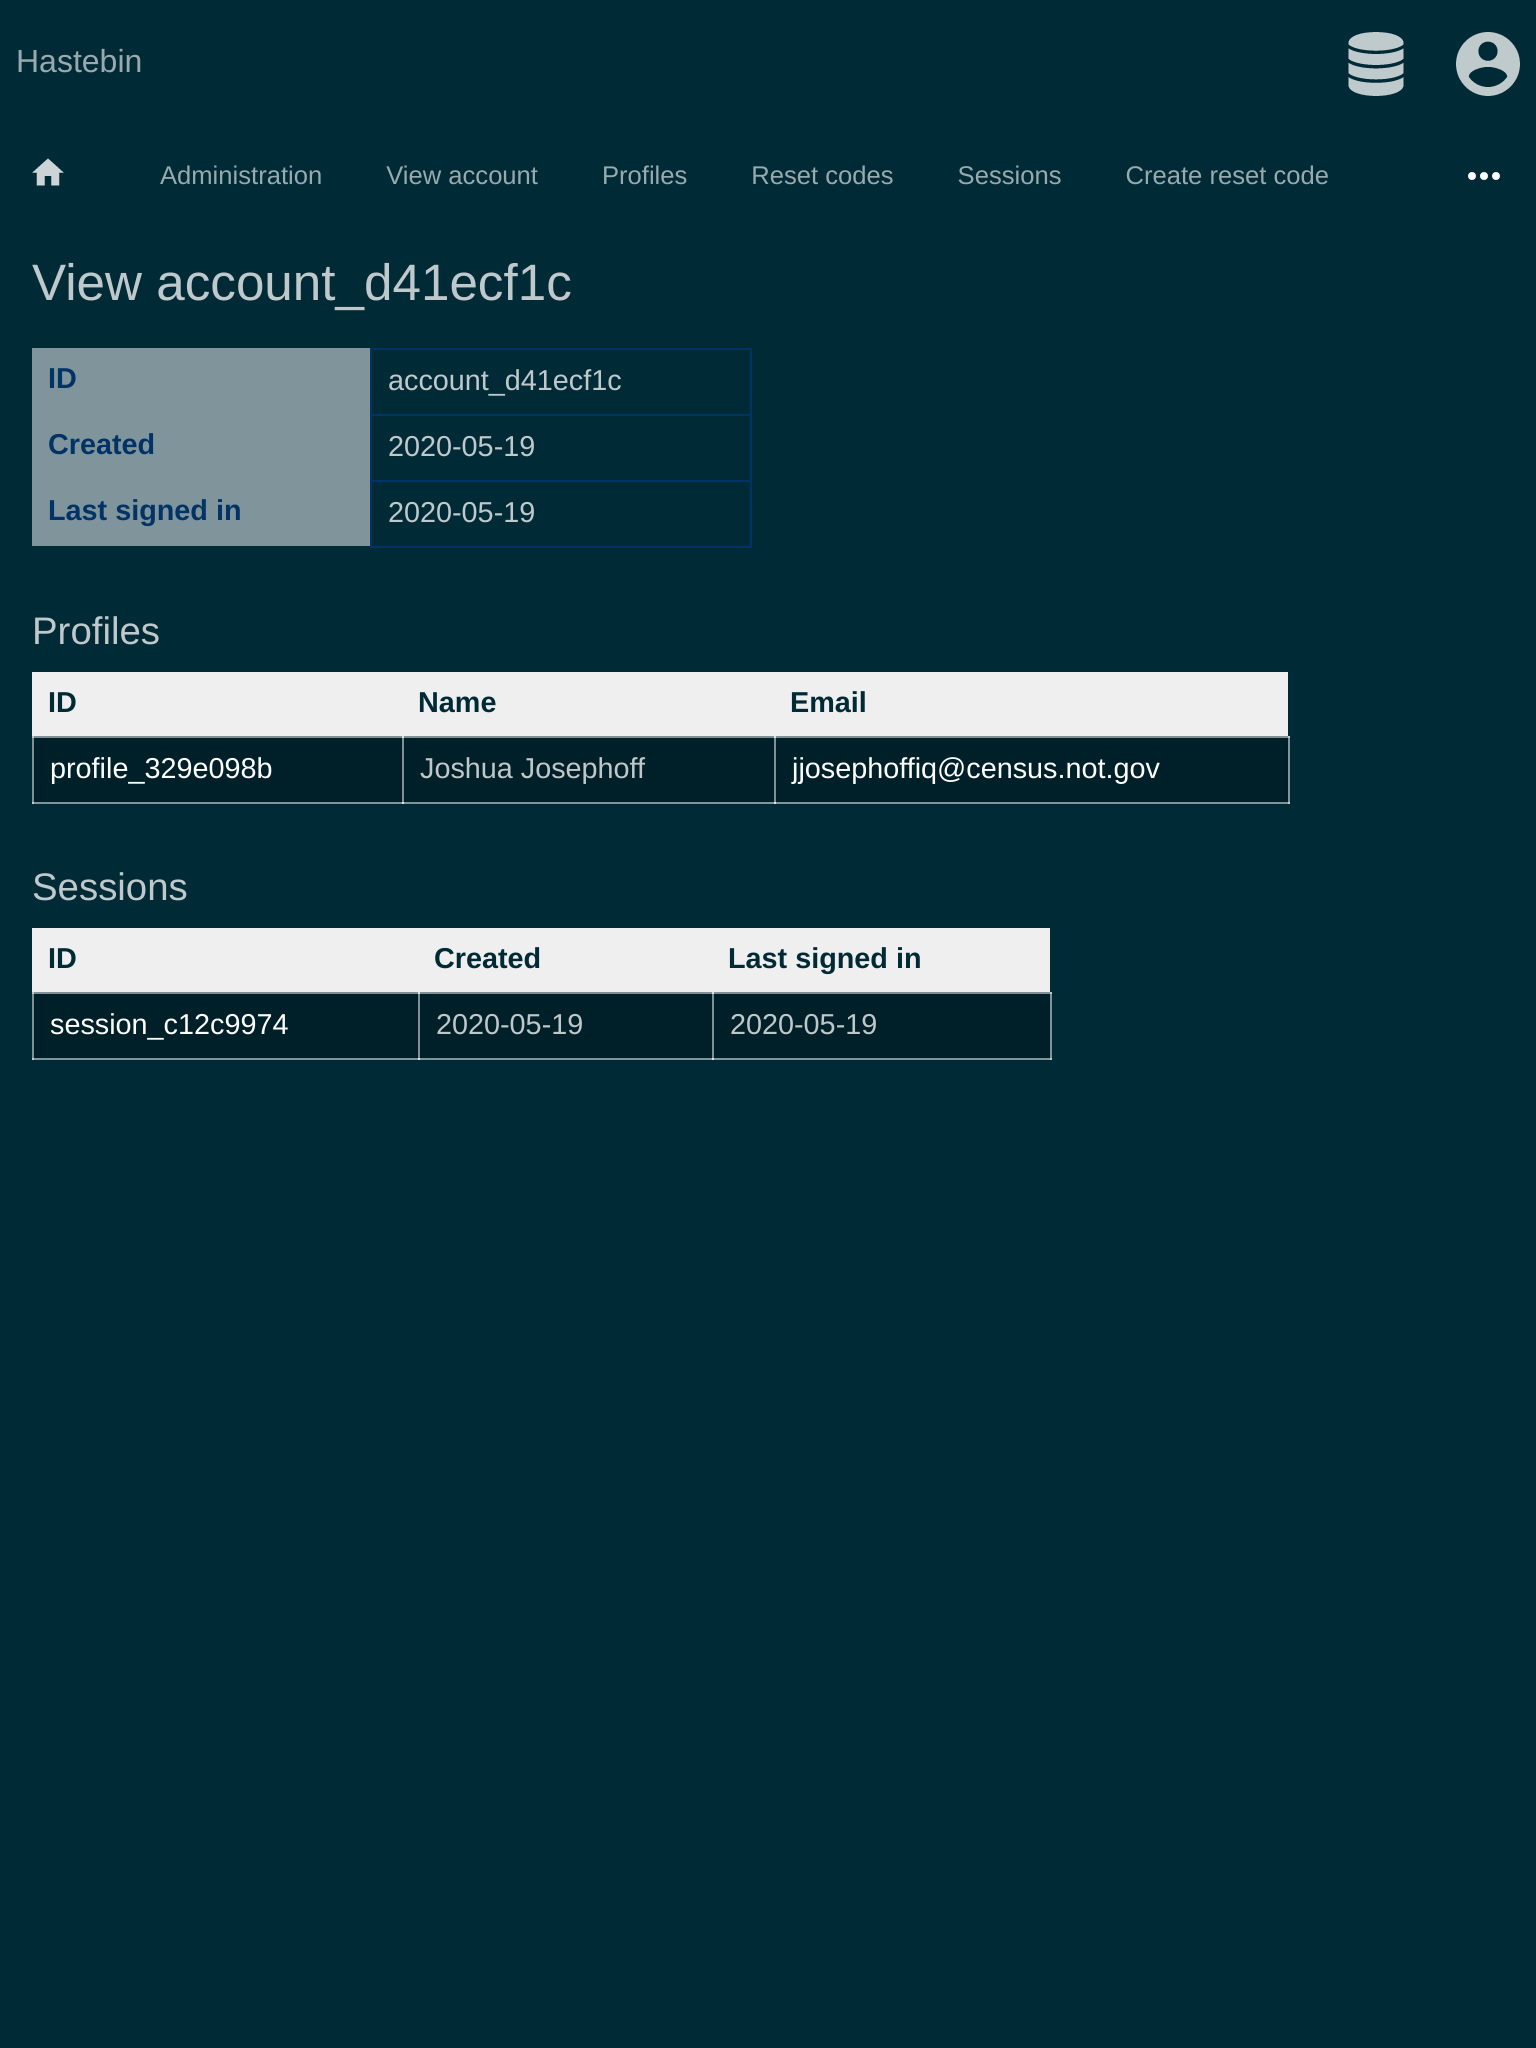 Hastebin
Administration View account Profiles Reset codes Sessions Create reset code
View account_d41ecf1c
ID account_d41ecf1c
Created 2020-05-19
Last signed in 2020-05-19
Profiles
ID Name Email
profile_329e098b Joshua Josephoff jjosephoffiq@census.not.gov
Sessions
ID Created Last signed in
session_c12c9974 2020-05-19 2020-05-19